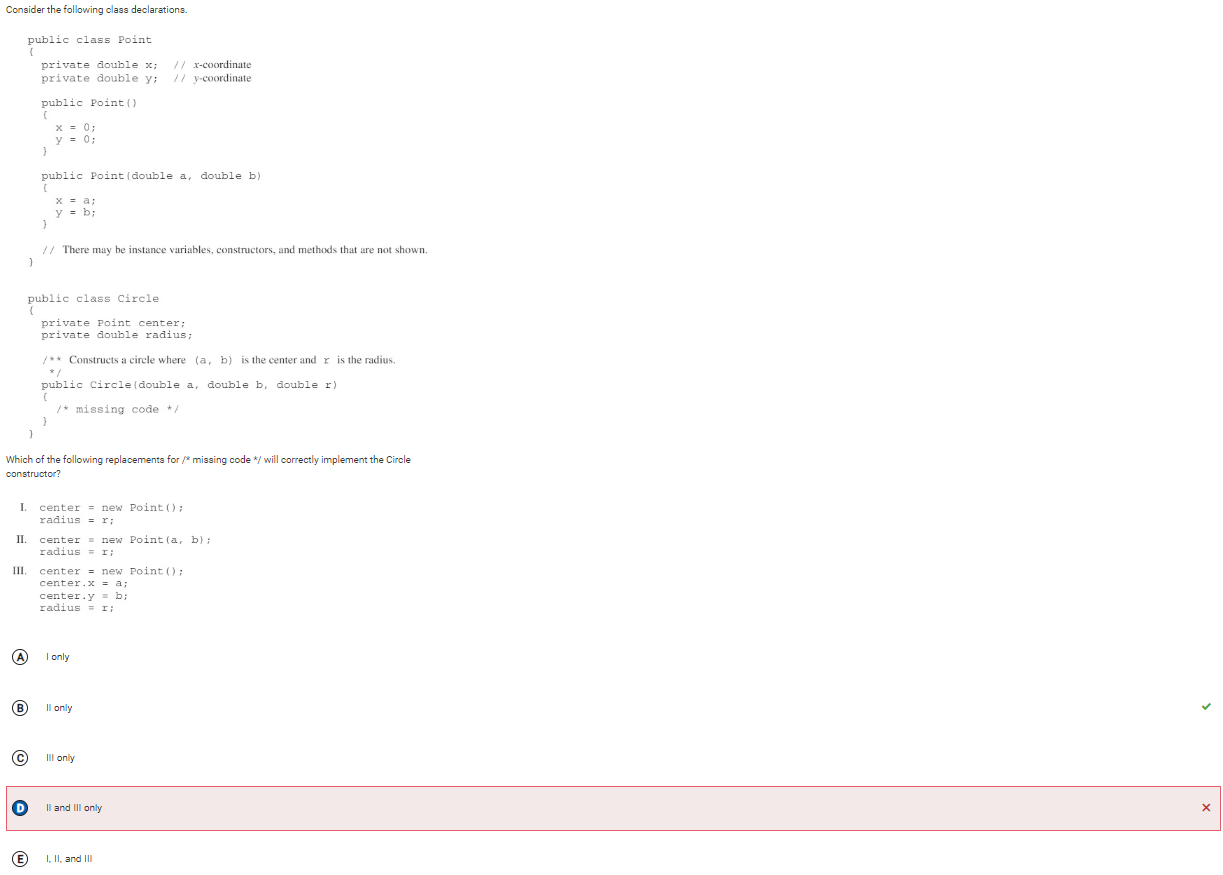 Consider the following class declarations.
public class Point
{
private double x; // x-coordinate
private double y; // y-coordinate
public Point()
{
x = 0;
y = 0;
}
public Point(double a, double b)
{
x = a;
y = b;
}
// There may be instance variables, constructors, and methods that are not shown.
}
public class Circle
{
private Point center;
private double radius;
/** Constructs a circle where (a, b) is the center and r is the radius.
*/
public Circle(double a, double b, double r)
{
/* missing code */
}
}
Which of the following replacements for /* missing code */ will correctly implement the Circle
constructor?
I. center = new Point();
radius = r;
II. center = new Point(a, b);
radius = r;
III. center = new Point();
center.x = a;
center.y = b;
radius = r;
A I only
B II only
C III only
D II and III only
E I, II, and III